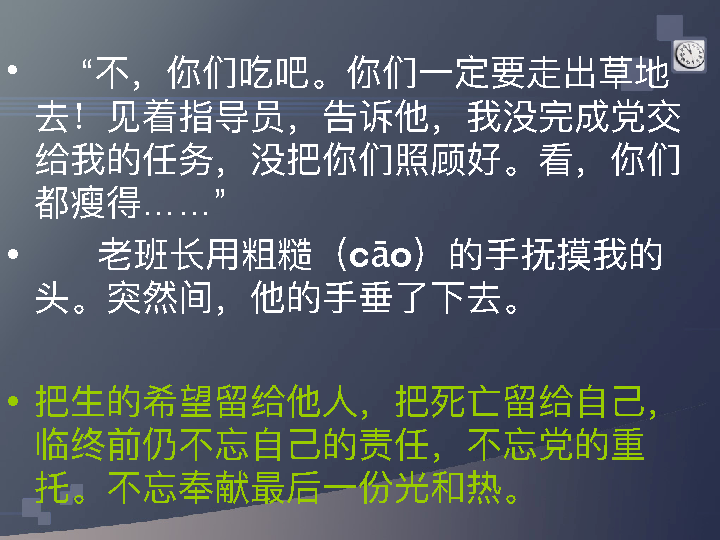 • “不，你们吃吧。你们一定要走出草地
去！见着指导员，告诉他，我没完成党交
给我的任务，没把你们照顾好。看，你们
都瘦得……”
• 老班长用粗糙（cāo）的手抚摸我的
头。突然间，他的手垂了下去。
• 把生的希望留给他人，把死亡留给自己，
临终前仍不忘自己的责任，不忘党的重
托。不忘奉献最后一份光和热。